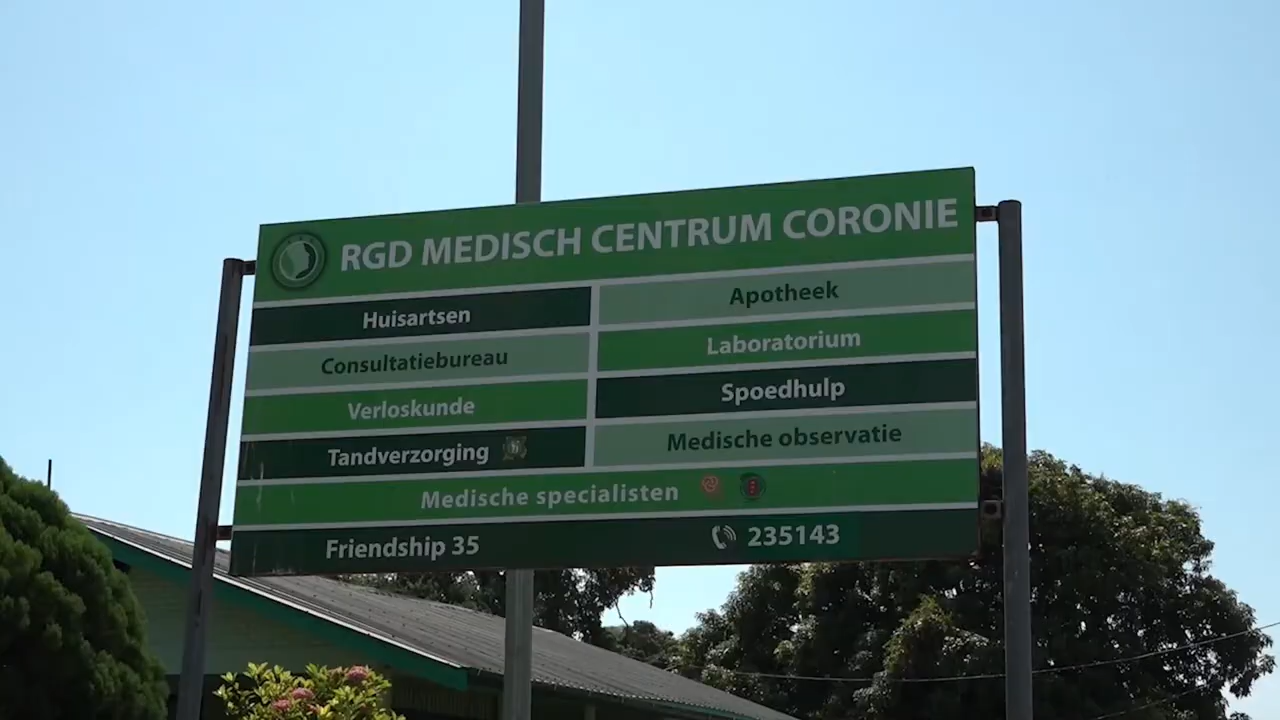 RGD MEDISCH CENTRUM CORONIE
Huisartsen
Apotheek
Consultatiebureau
Laboratorium
Verloskunde
Spoedhulp
Tandverzorging
Medische observatie
Medische specialisten
Friendship 35
235143